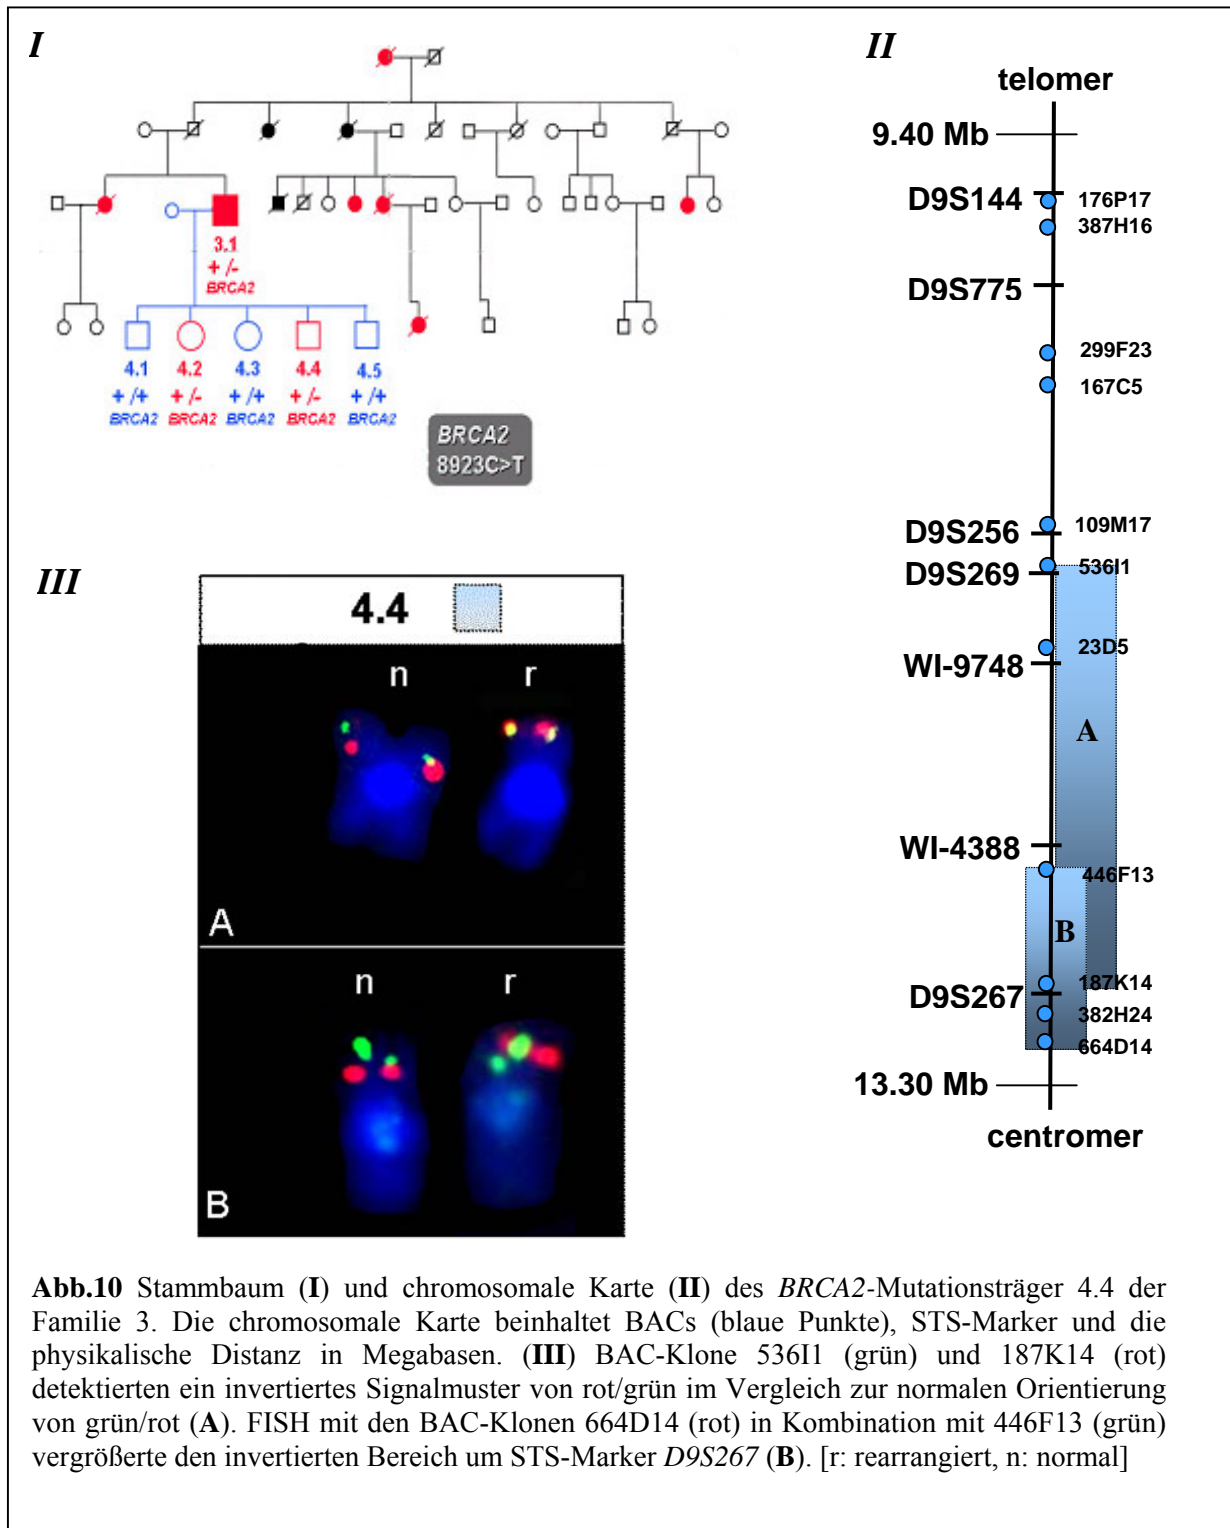 I
3.1
+ /-
BRCA2
4.1 4.2 4.3 4.4 4.5
+ /+ + /- + /+ + /- + /+
BRCA2 BRCA2 BRCA2 BRCA2 BRCA2
BRCA2
8923C>T
II
telomer
9.40 Mb
D9S144
176P17
387H16
D9S775
299F23
167C5
109M17
D9S256
536I1
D9S269
23D5
WI-9748
A
WI-4388
446F13
B
187K14
D9S267
382H24
664D14
13.30 Mb
centromer
III
4.4
n r
A
n r
B
Abb.10 Stammbaum (I) und chromosomale Karte (II) des BRCA2-Mutationsträger 4.4 der
Familie 3. Die chromosomale Karte beinhaltet BACs (blaue Punkte), STS-Marker und die
physikalische Distanz in Megabasen. (III) BAC-Klone 536I1 (grün) und 187K14 (rot)
detektierten ein invertiertes Signalmuster von rot/grün im Vergleich zur normalen Orientierung
von grün/rot (A). FISH mit den BAC-Klonen 664D14 (rot) in Kombination mit 446F13 (grün)
vergrößerte den invertierten Bereich um STS-Marker D9S267 (B). [r: rearrangiert, n: normal]